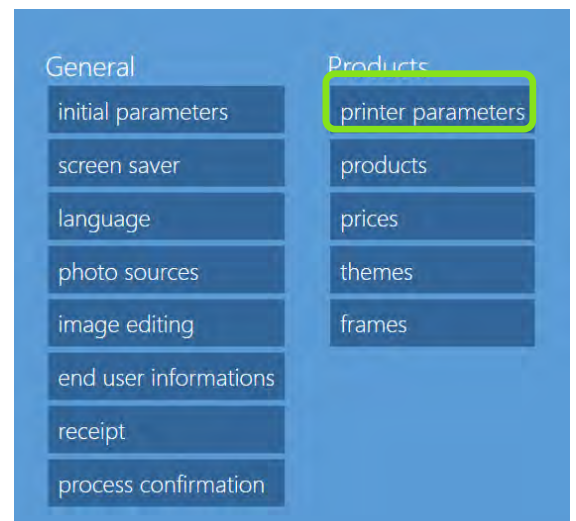 General
initial parameters
screen saver
language
photo sources
image editing
end user informations
receipt
process confirmation
Products
printer parameters
products
prices
themes
frames